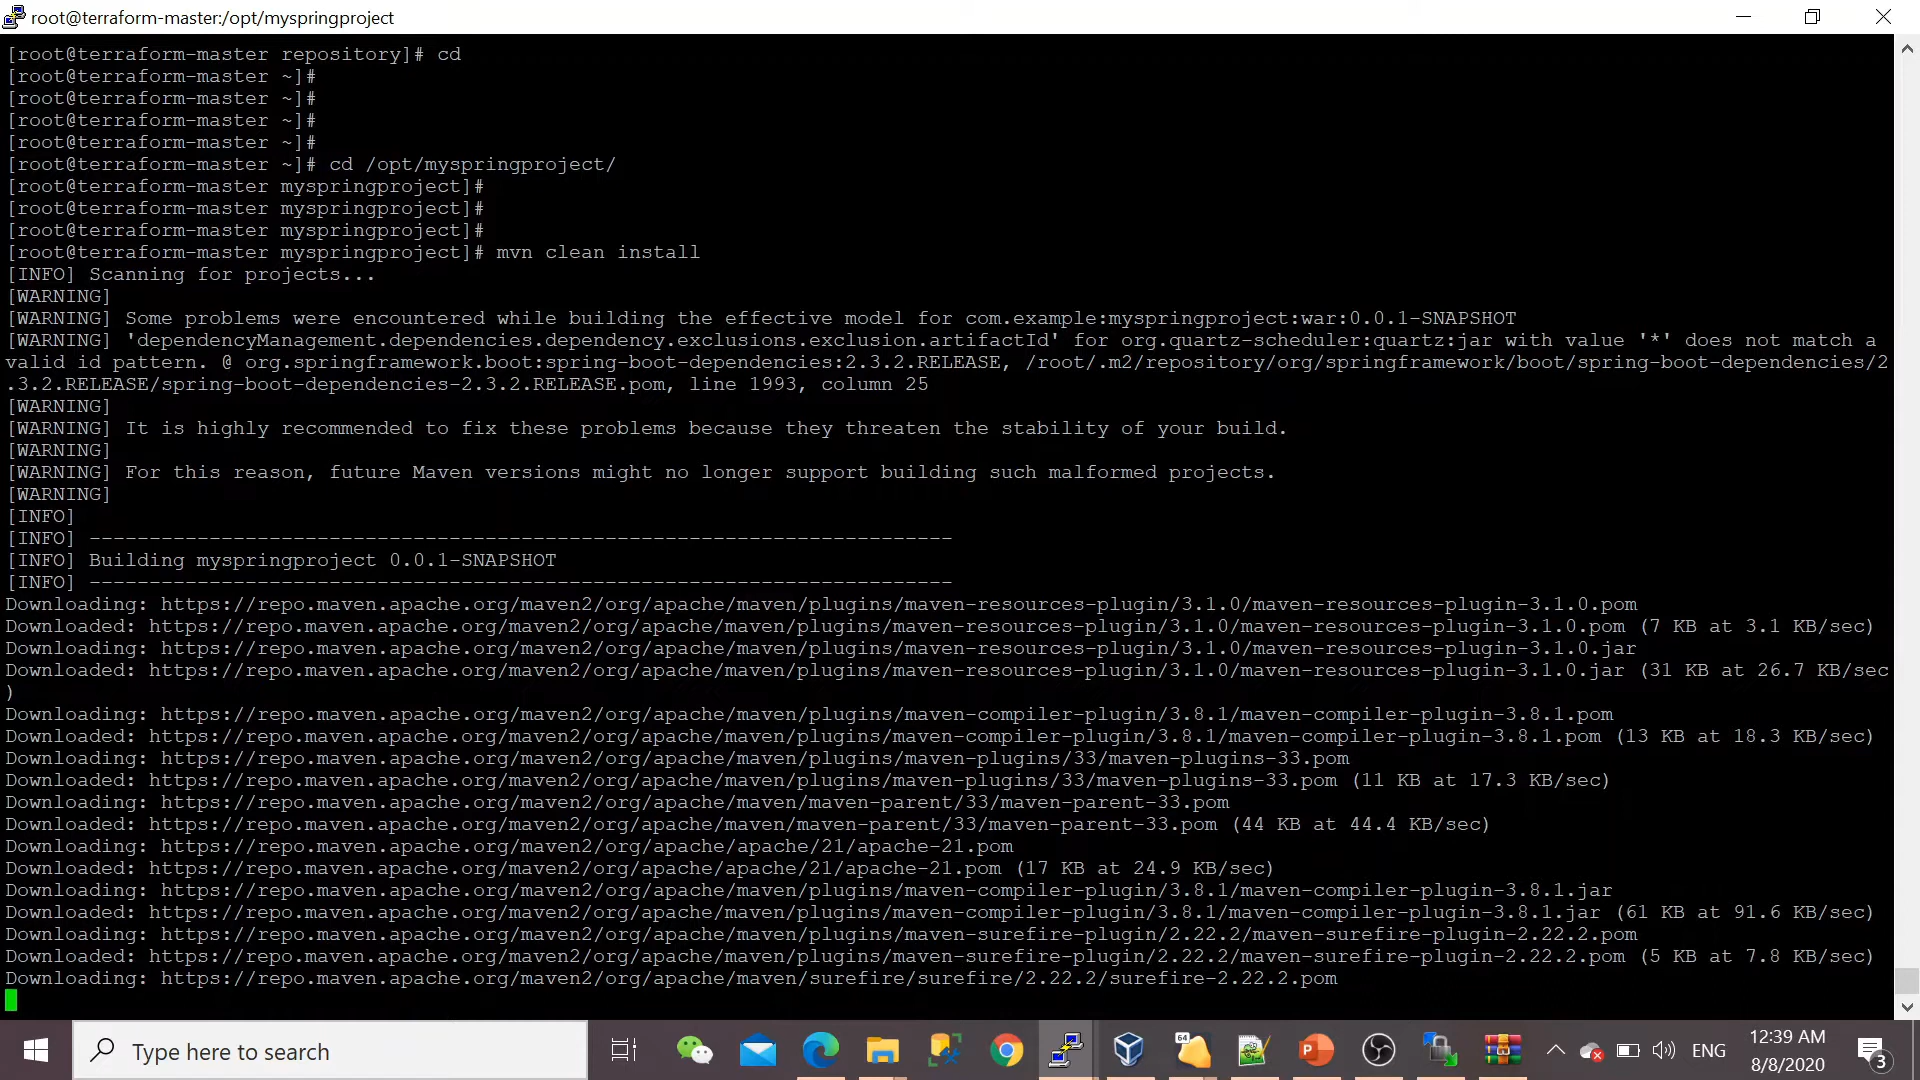 root@terraform-master:/opt/myspringproject
[root@terraform-master repository]# cd
[root@terraform-master ~]#
[root@terraform-master ~]#
[root@terraform-master ~]#
[root@terraform-master ~]#
[root@terraform-master ~]# cd /opt/myspringproject/
[root@terraform-master myspringproject]#
[root@terraform-master myspringproject]#
[root@terraform-master myspringproject]#
[root@terraform-master myspringproject]# mvn clean install
[INFO] Scanning for projects...
[WARNING]
[WARNING] Some problems were encountered while building the effective model for com.example:myspringproject:war:0.0.1-SNAPSHOT
[WARNING] 'dependencyManagement.dependencies.dependency.exclusions.exclusion.artifactId' for org.quartz-scheduler:quartz:jar with value '*' does not match a
valid id pattern. @ org.springframework.boot:spring-boot-dependencies:2.3.2.RELEASE, /root/.m2/repository/org/springframework/boot/spring-boot-dependencies/2
.3.2.RELEASE/spring-boot-dependencies-2.3.2.RELEASE.pom, line 1993, column 25
[WARNING]
[WARNING] It is highly recommended to fix these problems because they threaten the stability of your build.
[WARNING]
[WARNING] For this reason, future Maven versions might no longer support building such malformed projects.
[WARNING]
[INFO]
[INFO] ------------------------------------------------------------------------
[INFO] Building myspringproject 0.0.1-SNAPSHOT
[INFO] ------------------------------------------------------------------------
Downloading: https://repo.maven.apache.org/maven2/org/apache/maven/plugins/maven-resources-plugin/3.1.0/maven-resources-plugin-3.1.0.pom
Downloaded: https://repo.maven.apache.org/maven2/org/apache/maven/plugins/maven-resources-plugin/3.1.0/maven-resources-plugin-3.1.0.pom (7 KB at 3.1 KB/sec)
Downloading: https://repo.maven.apache.org/maven2/org/apache/maven/plugins/maven-resources-plugin/3.1.0/maven-resources-plugin-3.1.0.jar
Downloaded: https://repo.maven.apache.org/maven2/org/apache/maven/plugins/maven-resources-plugin/3.1.0/maven-resources-plugin-3.1.0.jar (31 KB at 26.7 KB/sec
)
Downloading: https://repo.maven.apache.org/maven2/org/apache/maven/plugins/maven-compiler-plugin/3.8.1/maven-compiler-plugin-3.8.1.pom
Downloaded: https://repo.maven.apache.org/maven2/org/apache/maven/plugins/maven-compiler-plugin/3.8.1/maven-compiler-plugin-3.8.1.pom (13 KB at 18.3 KB/sec)
Downloading: https://repo.maven.apache.org/maven2/org/apache/maven/plugins/maven-plugins/33/maven-plugins-33.pom
Downloaded: https://repo.maven.apache.org/maven2/org/apache/maven/plugins/maven-plugins/33/maven-plugins-33.pom (11 KB at 17.3 KB/sec)
Downloading: https://repo.maven.apache.org/maven2/org/apache/maven/maven-parent/33/maven-parent-33.pom
Downloaded: https://repo.maven.apache.org/maven2/org/apache/maven/maven-parent/33/maven-parent-33.pom (44 KB at 44.4 KB/sec)
Downloading: https://repo.maven.apache.org/maven2/org/apache/apache/21/apache-21.pom
Downloaded: https://repo.maven.apache.org/maven2/org/apache/apache/21/apache-21.pom (17 KB at 24.9 KB/sec)
Downloading: https://repo.maven.apache.org/maven2/org/apache/maven/plugins/maven-compiler-plugin/3.8.1/maven-compiler-plugin-3.8.1.jar
Downloaded: https://repo.maven.apache.org/maven2/org/apache/maven/plugins/maven-compiler-plugin/3.8.1/maven-compiler-plugin-3.8.1.jar (61 KB at 91.6 KB/sec)
Downloading: https://repo.maven.apache.org/maven2/org/apache/maven/plugins/maven-surefire-plugin/2.22.2/maven-surefire-plugin-2.22.2.pom
Downloaded: https://repo.maven.apache.org/maven2/org/apache/maven/plugins/maven-surefire-plugin/2.22.2/maven-surefire-plugin-2.22.2.pom (5 KB at 7.8 KB/sec)
Downloading: https://repo.maven.apache.org/maven2/org/apache/maven/surefire/surefire/2.22.2/surefire-2.22.2.pom
Type here to search
64
P
ENG
12:39 AM
8/8/2020
3